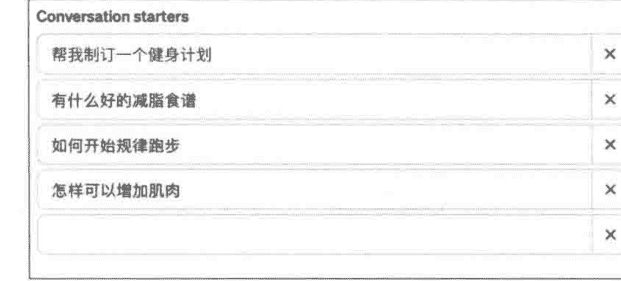 Conversation starters
帮我制订一个健身计划 ×
有什么好的减脂食谱 ×
如何开始规律跑步 ×
怎样可以增加肌肉 ×
×